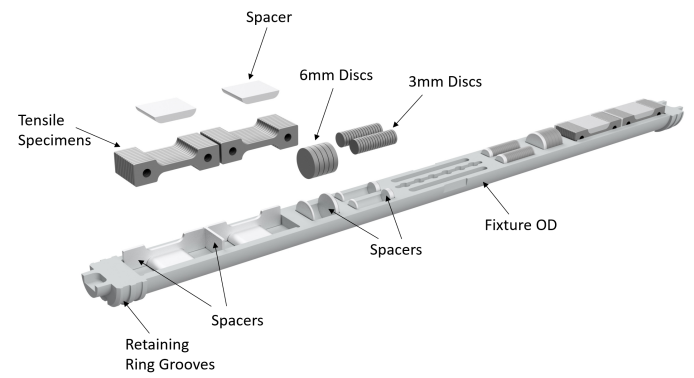 Spacer
6mm Discs
3mm Discs
Tensile
Specimens
Fixture OD
Spacers
Spacers
Retaining
Ring Grooves